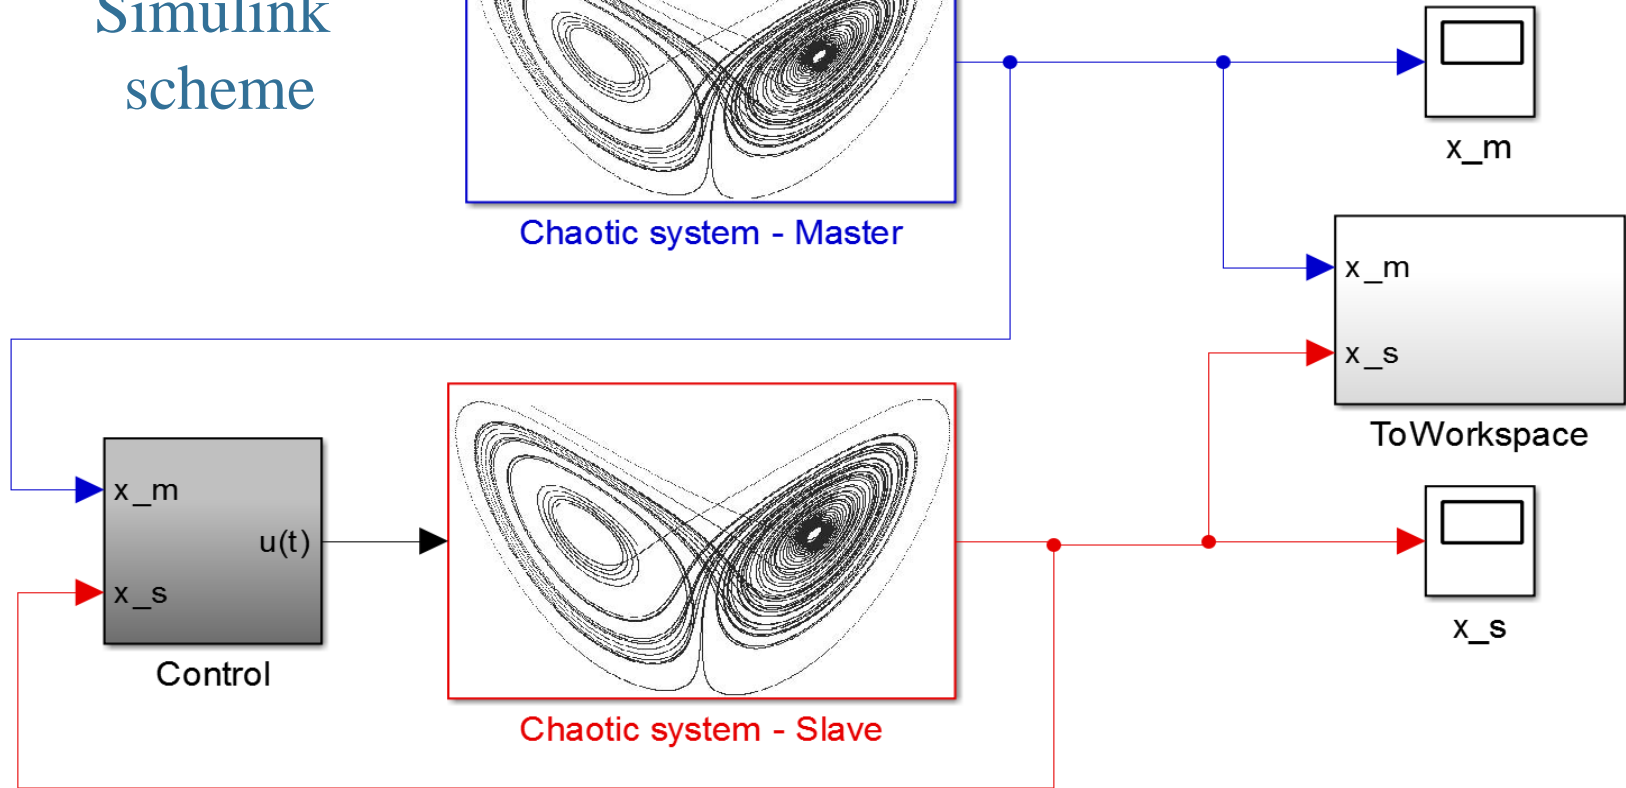 Simulink
scheme
x_m
Chaotic system - Master
x_m
x_s
ToWorkspace
x_m
u(t)
x_s
Control
x_s
Chaotic system - Slave